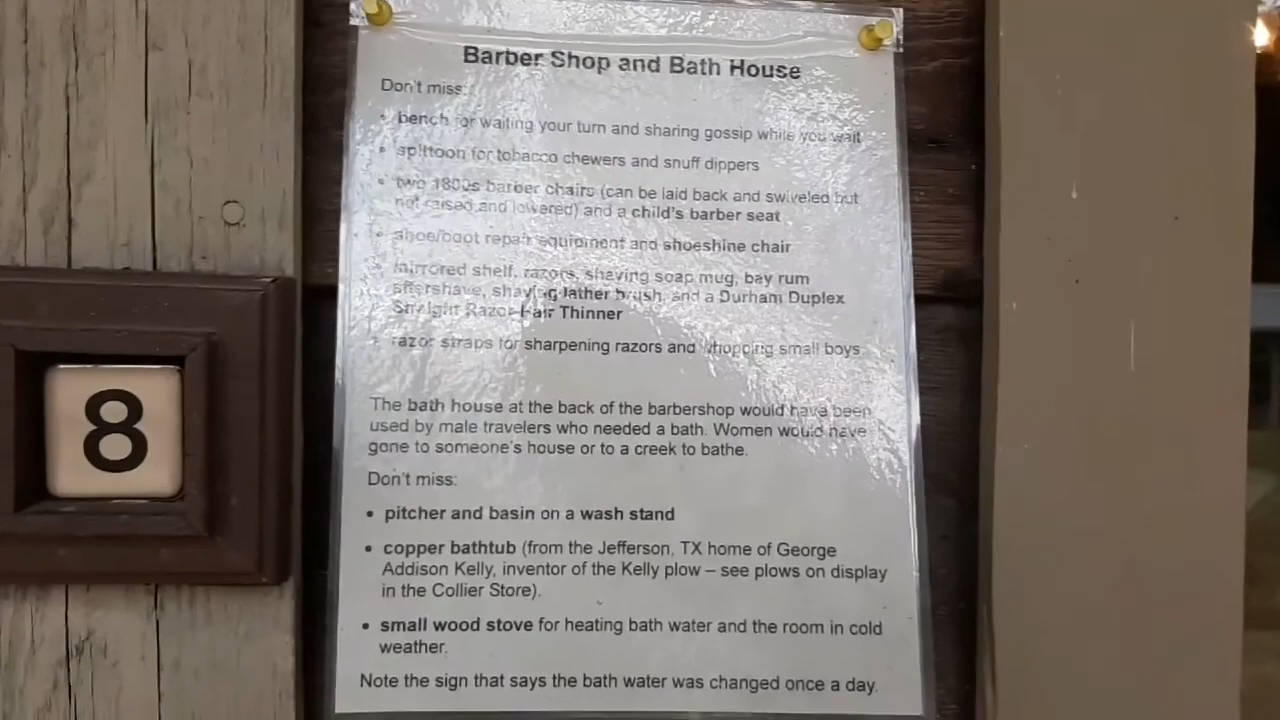 Barber Shop and Bath House
Don't miss:
• bench for waiting your turn and sharing gossip while you wait
• spittoon for tobacco chewers and snuff dippers
• two 1800s barber chairs (can be laid back and swiveled but
not raised and lowered) and a child's barber seat
• shoe/boot repair equipment and shoeshine chair
• mirrored shelf, razors, shaving soap mug, bay rum
aftershave, shaving lather brush, and a Durham Duplex
Straight Razor Hair Thinner
• razor straps for sharpening razors and whopping small boys
The bath house at the back of the barbershop would have been
used by male travelers who needed a bath. Women would have
gone to someone's house or to a creek to bathe.
Don't miss:
• pitcher and basin on a wash stand
• copper bathtub (from the Jefferson, TX home of George
Addison Kelly, inventor of the Kelly plow – see plows on display
in the Collier Store).
• small wood stove for heating bath water and the room in cold
weather.
Note the sign that says the bath water was changed once a day.
8